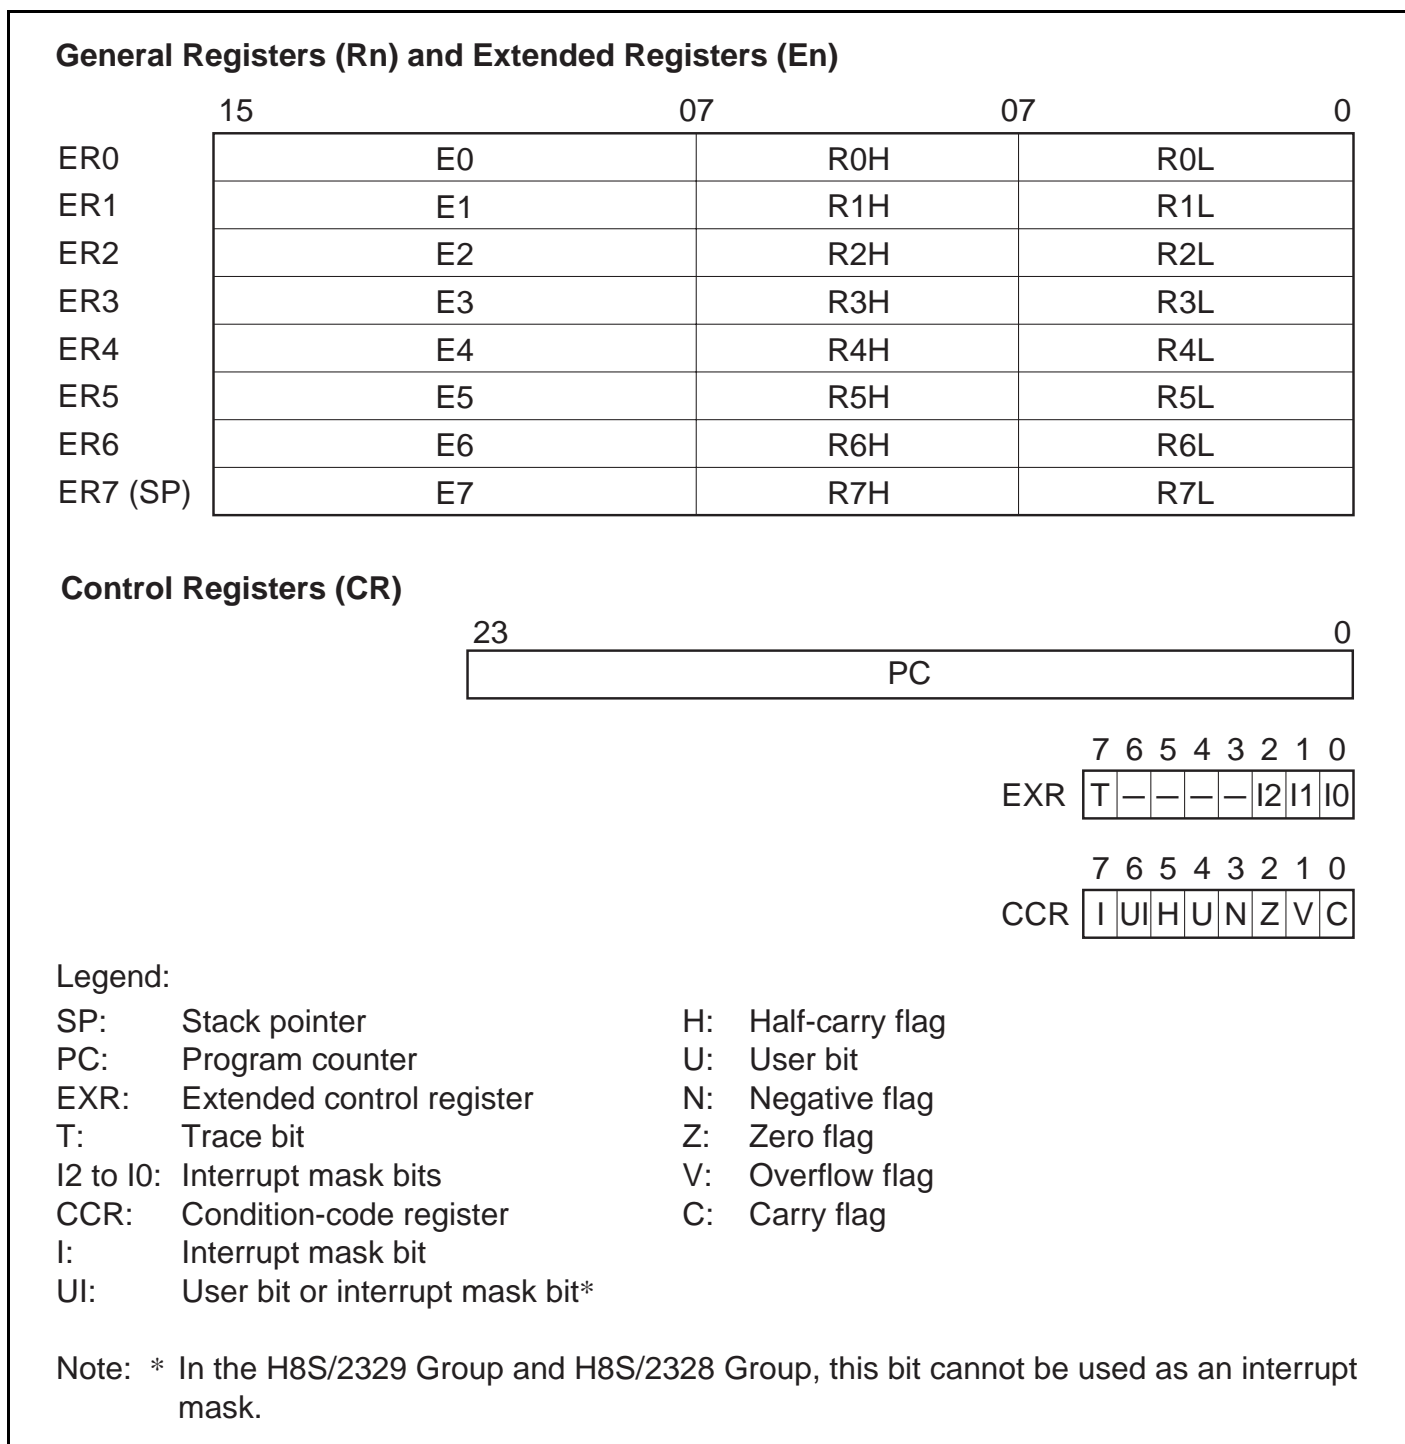 General Registers (Rn) and Extended Registers (En)
15 07 07 0
ER0 E0 R0H R0L
ER1 E1 R1H R1L
ER2 E2 R2H R2L
ER3 E3 R3H R3L
ER4 E4 R4H R4L
ER5 E5 R5H R5L
ER6 E6 R6H R6L
ER7 (SP) E7 R7H R7L
Control Registers (CR)
23 0
PC
7 6 5 4 3 2 1 0
EXR T — — — — I2 I1 I0
7 6 5 4 3 2 1 0
CCR I UI H U N Z V C
Legend:
SP: Stack pointer H: Half-carry flag
PC: Program counter U: User bit
EXR: Extended control register N: Negative flag
T: Trace bit Z: Zero flag
I2 to I0: Interrupt mask bits V: Overflow flag
CCR: Condition-code register C: Carry flag
I: Interrupt mask bit
UI: User bit or interrupt mask bit*
Note: * In the H8S/2329 Group and H8S/2328 Group, this bit cannot be used as an interrupt
mask.